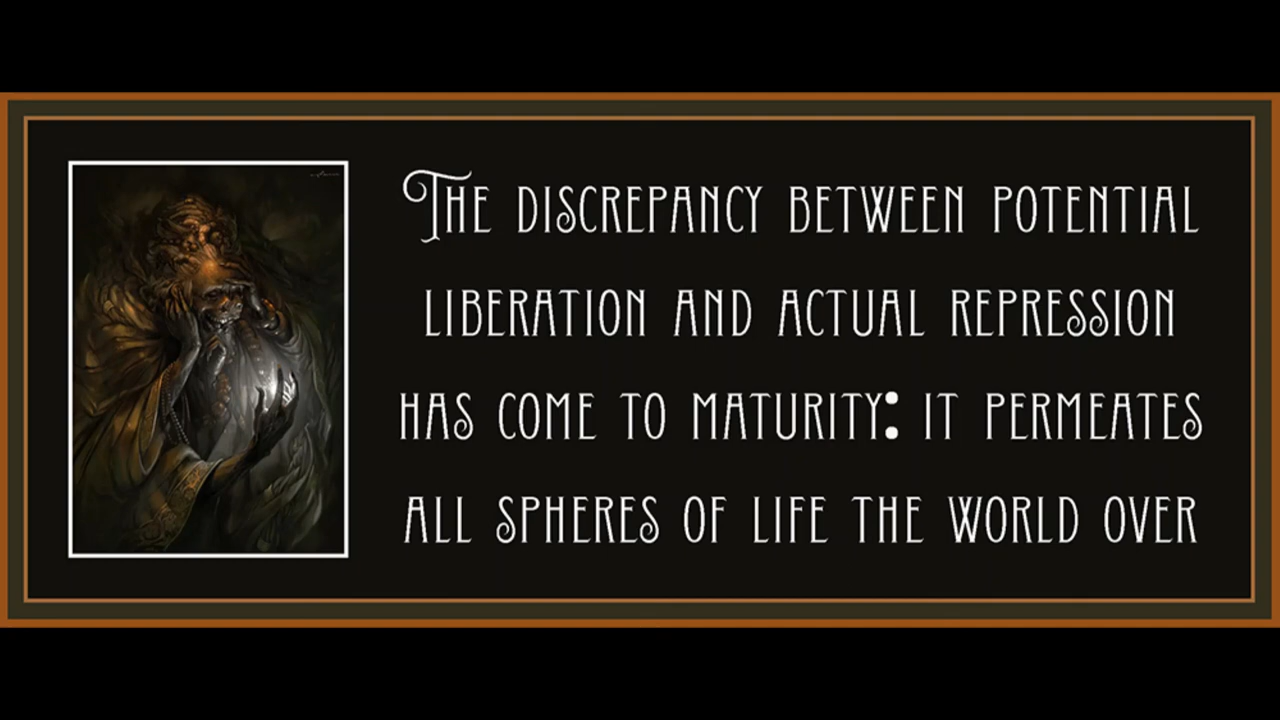 The discrepancy between potential
liberation and actual repression
has come to maturity: it permeates
all spheres of life the world over